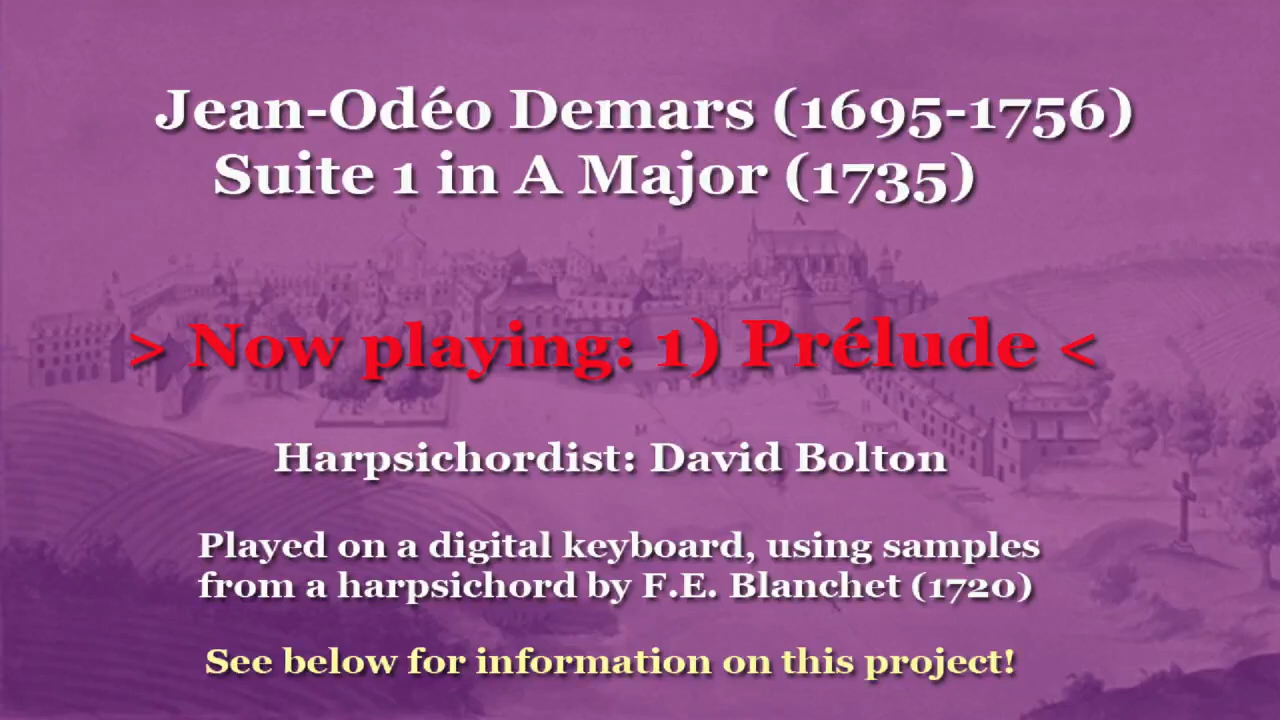 Jean-Odéo Demars (1695-1756)
Suite 1 in A Major (1735)
A
> Now playing: 1) Prélude <
Harpsichordist: David Bolton
Played on a digital keyboard, using samples
from a harpsichord by F.E. Blanchet (1720)
See below for information on this project!